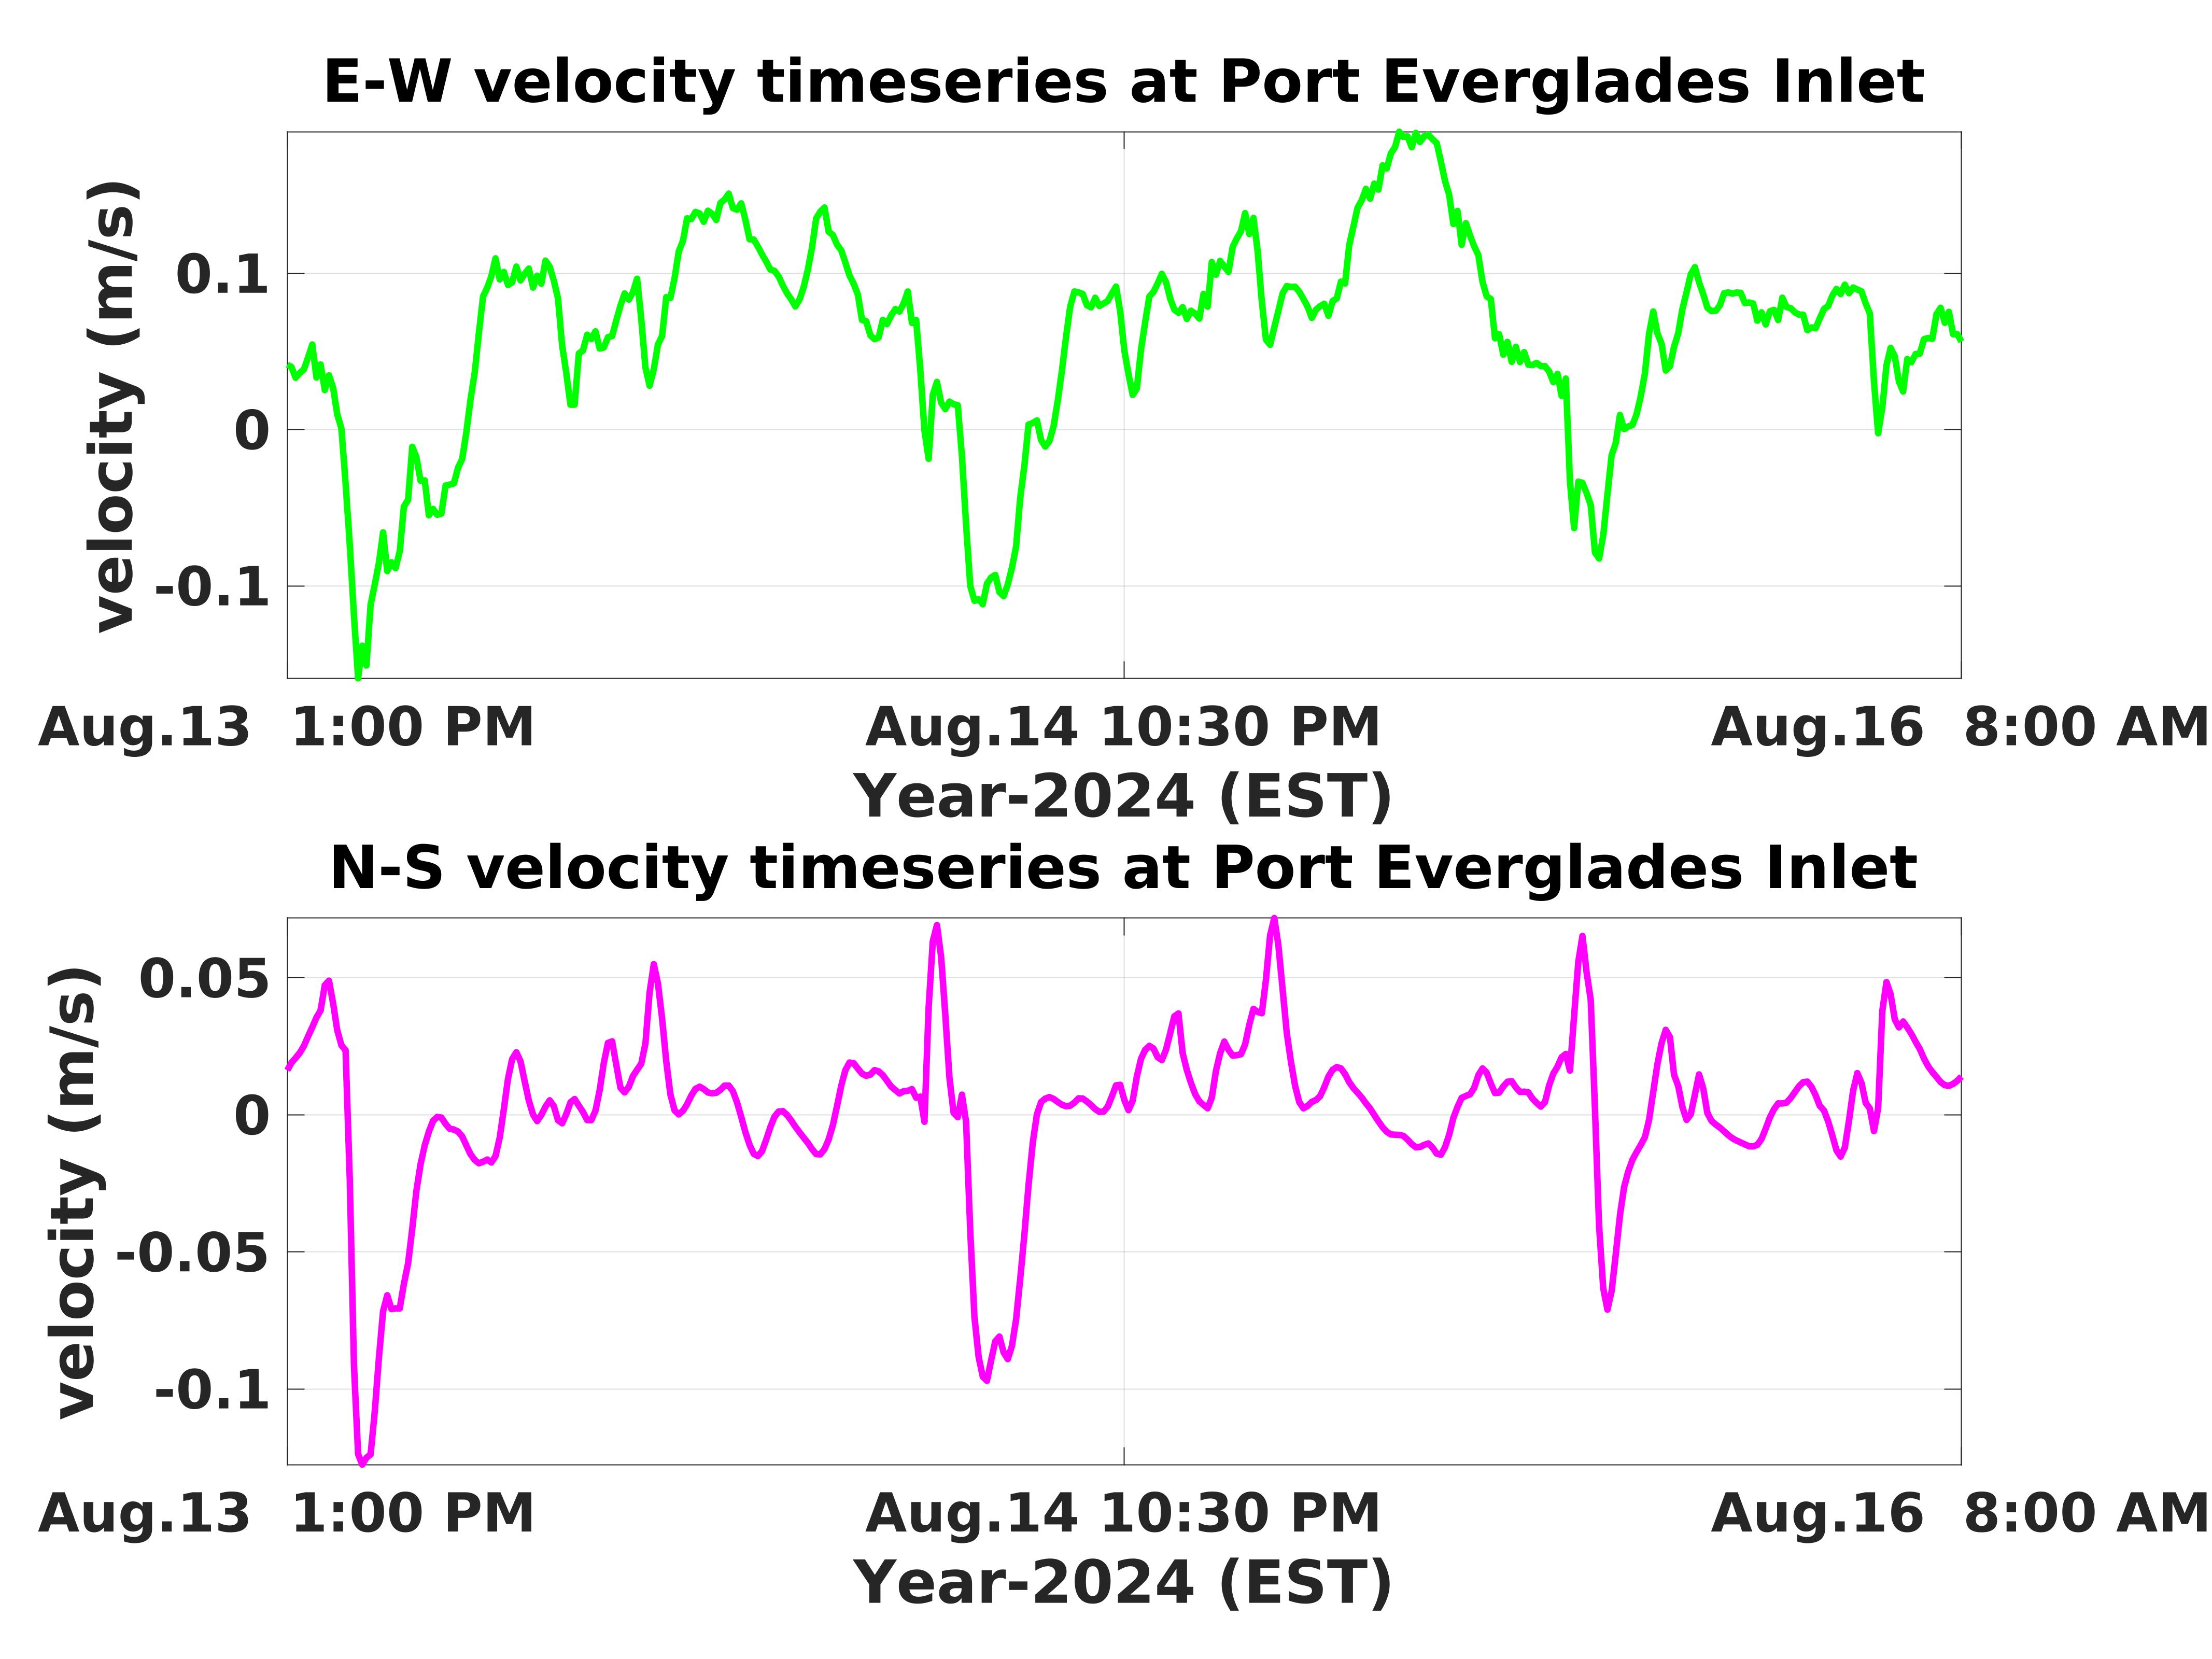 E-W velocity timeseries at Port Everglades Inlet
velocity (m/s)
0.1
0
-0.1
Aug.13  1:00 PM
Aug.14 10:30 PM
Aug.16  8:00 AM
Year-2024 (EST)
N-S velocity timeseries at Port Everglades Inlet
velocity (m/s)
0.05
0
-0.05
-0.1
Aug.13  1:00 PM
Aug.14 10:30 PM
Aug.16  8:00 AM
Year-2024 (EST)